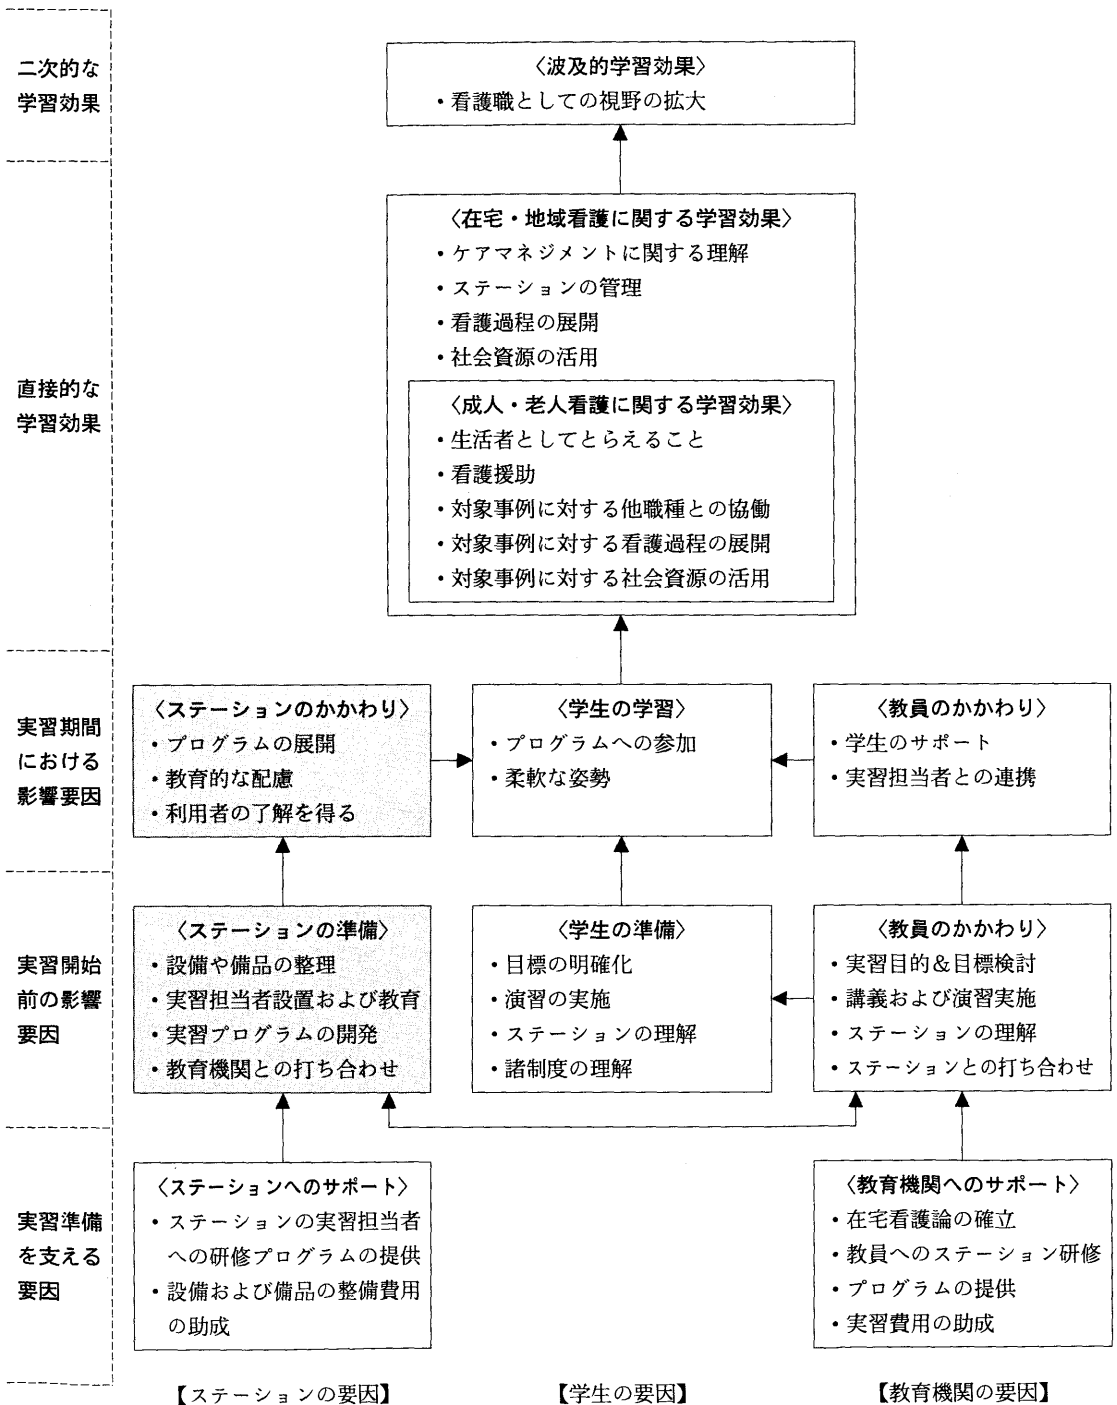 二次的な
学習効果
〈波及的学習効果〉
・看護職としての視野の拡大
直接的な
学習効果
〈在宅・地域看護に関する学習効果〉
・ケアマネジメントに関する理解
・ステーションの管理
・看護過程の展開
・社会資源の活用
〈成人・老人看護に関する学習効果〉
・生活者としてとらえること
・看護援助
・対象事例に対する他職種との協働
・対象事例に対する看護過程の展開
・対象事例に対する社会資源の活用
実習期間
における
影響要因
〈ステーションのかかわり〉
・プログラムの展開
・教育的な配慮
・利用者の了解を得る
〈学生の学習〉
・プログラムへの参加
・柔軟な姿勢
〈教員のかかわり〉
・学生のサポート
・実習担当者との連携
実習開始
前の影響
要因
〈ステーションの準備〉
・設備や備品の整理
・実習担当者設置および教育
・実習プログラムの開発
・教育機関との打ち合わせ
〈学生の準備〉
・目標の明確化
・演習の実施
・ステーションの理解
・諸制度の理解
〈教員のかかわり〉
・実習目的＆目標検討
・講義および演習実施
・ステーションの理解
・ステーションとの打ち合わせ
実習準備
を支える
要因
〈ステーションへのサポート〉
・ステーションの実習担当者
への研修プログラムの提供
・設備および備品の整備費用
の助成
〈教育機関へのサポート〉
・在宅看護論の確立
・教員へのステーション研修
・プログラムの提供
・実習費用の助成
【ステーションの要因】
【学生の要因】
【教育機関の要因】